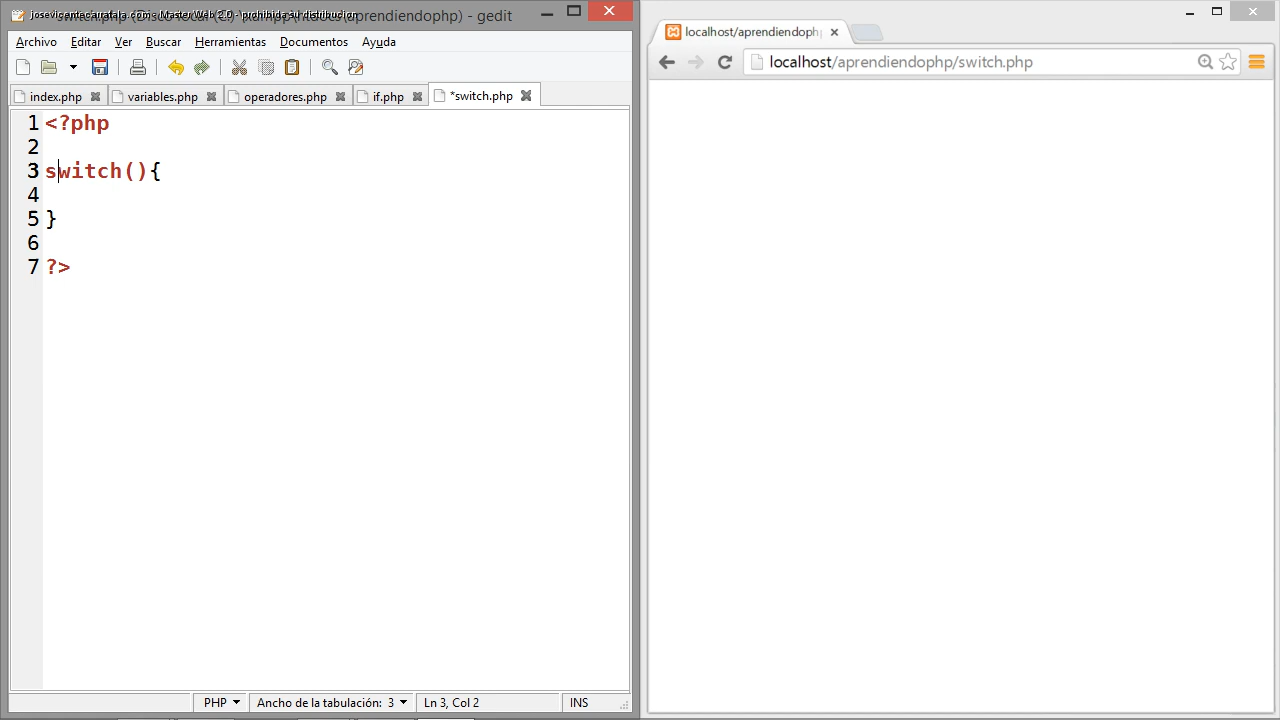 aprendiendophp) - gedit
Archivo Editar Ver Buscar Herramientas Documentos Ayuda
index.php variables.php operadores.php if.php *switch.php
1 <?php
2
3 switch(){
4
5 }
6
7 ?>
PHP Ancho de la tabulación: 3 Ln 3, Col 2 INS
localhost/aprendiendoph
localhost/aprendiendophp/switch.php